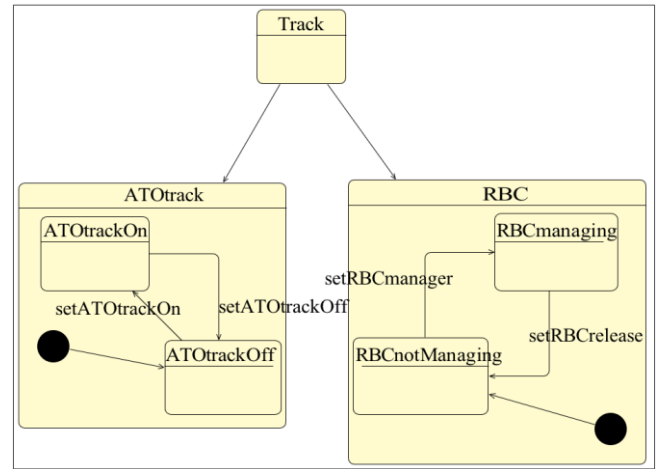 Track
ATOtrack
RBC
ATOtrackOn
RBCmanaging
setRBCmanager
setATOtrackOn
setATOtrackOff
setRBCrelease
ATOtrackOff
RBCnotManaging